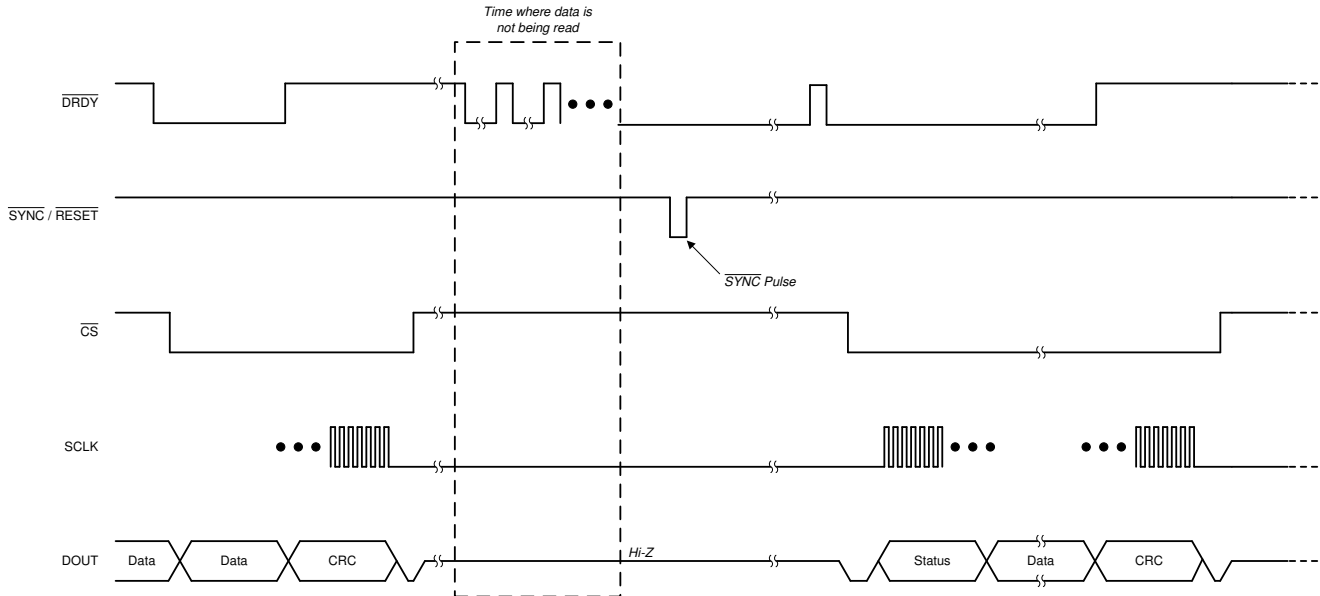 Time where data is
not being read
DRDY
SYNC / RESET
SYNC Pulse
CS
SCLK
DOUT
Data
Data
CRC
Hi-Z
Status
Data
CRC